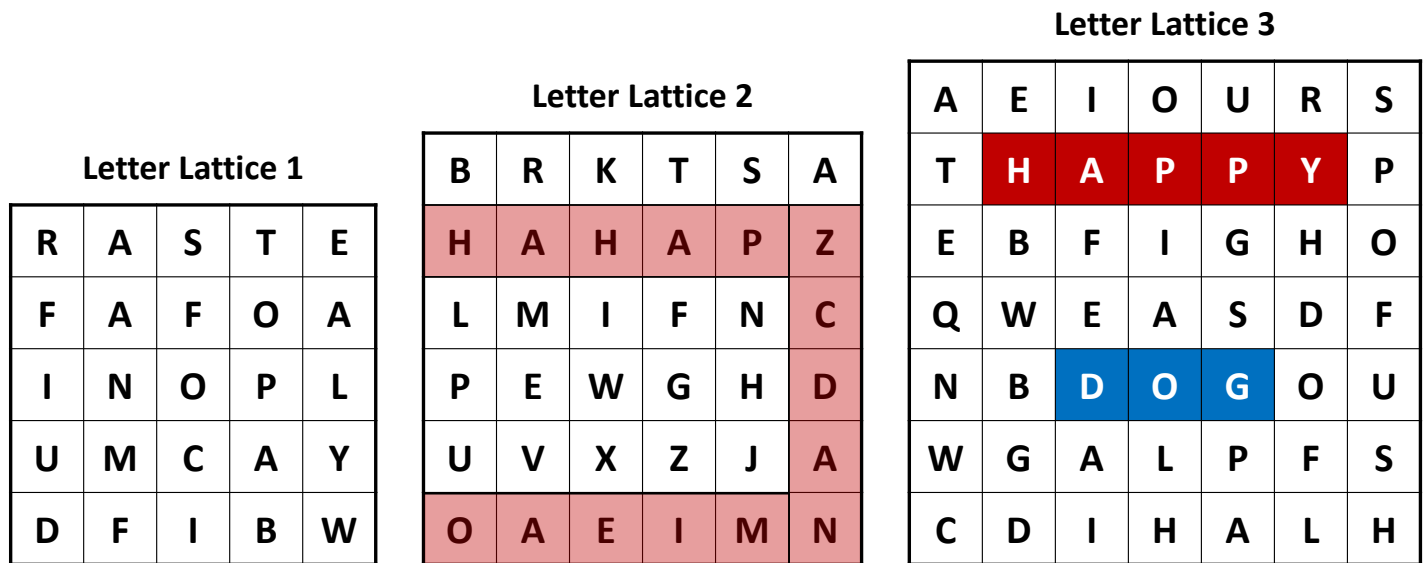 Letter Lattice 1
R A S T E
F A F O A
I N O P L
U M C A Y
D F I B W
Letter Lattice 2
B R K T S A
H A H A P Z
L M I F N C
P E W G H D
U V X Z J A
O A E I M N
Letter Lattice 3
A E I O U R S
T H A P P Y P
E B F I G H O
Q W E A S D F
N B D O G O U
W G A L P F S
C D I H A L H